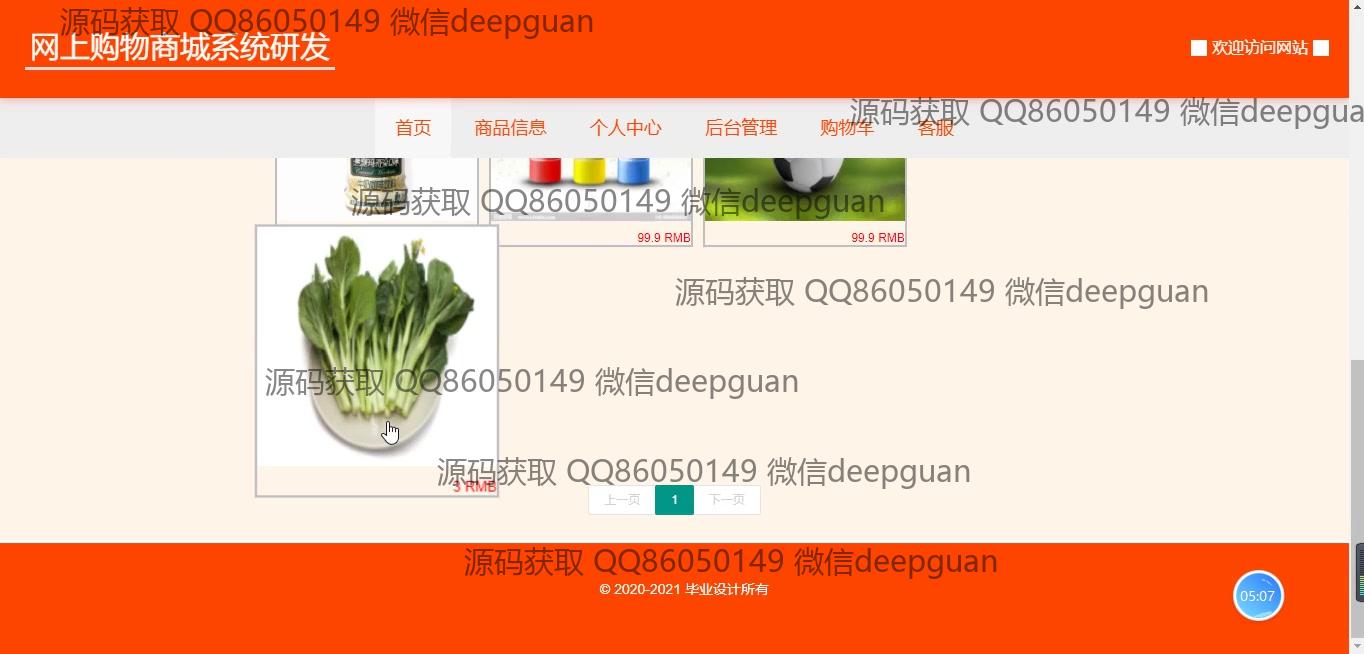 源码获取 QQ86050149 微信deepguan
网上购物商城系统研发
欢迎访问网站
源码获取 QQ86050149 微信deepgua
首页 商品信息 个人中心 后台管理 购物车 客服
源码获取 QQ86050149 微信deepguan
99.9 RMB
99.9 RMB
源码获取 QQ86050149 微信deepguan
源码获取 QQ86050149 微信deepguan
源码获取 QQ86050149 微信deepguan
3 RMB
上一页 1 下一页
源码获取 QQ86050149 微信deepguan
© 2020-2021 毕业设计所有
05:07